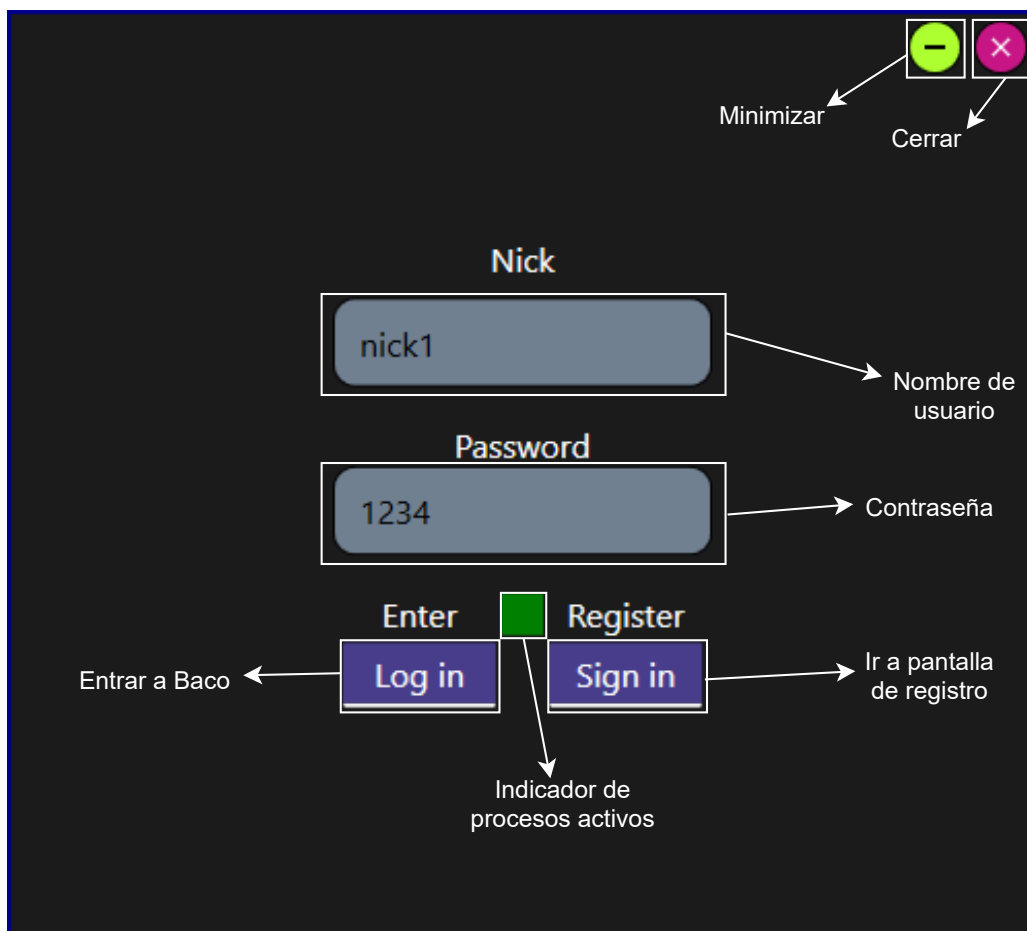 Minimizar
Cerrar
Nick
nick1
Nombre de
usuario
Password
1234
Contraseña
Enter
Register
Entrar a Baco
Log in
Sign in
Ir a pantalla
de registro
Indicador de
procesos activos